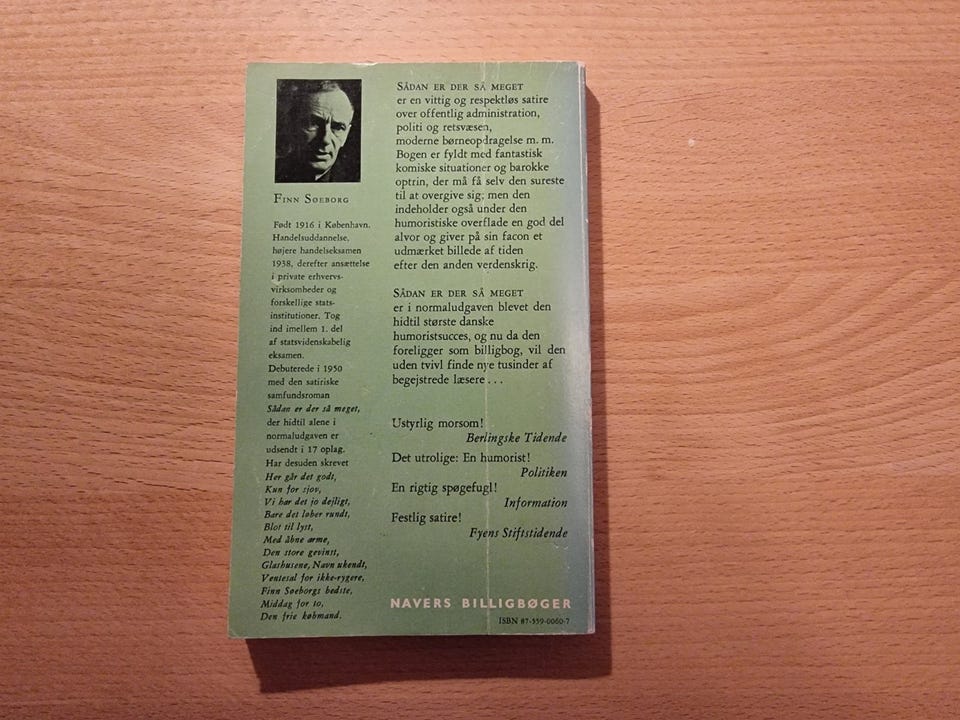 FINN SØEBORG
Født 1916 i København.
Handelsuddannelse,
højere handelseksamen
1938, derefter ansættelse
i private erhvervs-
virksomheder og
forskellige stats-
institutioner. Tog
ind imellem 1. del
af statsvidenskabelig
eksamen.
Debuterede i 1950
med den satiriske
samfundsroman
Sådan er der så meget,
der hidtil alene i
normaludgaven er
udsendt i 17 oplag.
Har desuden skrevet
Her går det godt,
Kun for sjov,
Vi har det jo dejligt,
Bare det løber rundt,
Blot til lyst,
Med åbne arme,
Den store gevinst,
Glashusene, Navn ukendt,
Ventesal for ikke-rygere,
Finn Søeborgs bedste,
Middag for to,
Den frie købmand.
SÅDAN ER DER SÅ MEGET
er en vittig og respektløs satire
over offentlig administration,
politi og retsvæsen,
moderne børneopdragelse m. m.
Bogen er fyldt med fantastisk
komiske situationer og barokke
optrin, der må få selv den sureste
til at overgive sig; men den
indeholder også under den
humoristiske overflade en god del
alvor og giver på sin facon et
udmærket billede af tiden
efter den anden verdenskrig.
SÅDAN ER DER SÅ MEGET
er i normaludgaven blevet den
hidtil største danske
humoristsucces, og nu da den
foreligger som billigbog, vil den
uden tvivl finde nye tusinder af
begejstrede læsere ...
Ustyrlig morsom!
Berlingske Tidende
Det utrolige: En humorist!
Politiken
En rigtig spøgefugl!
Information
Festlig satire!
Fyens Stiftstidende
NAVERS BILLIGBØGER
ISBN 87-559-0060-7